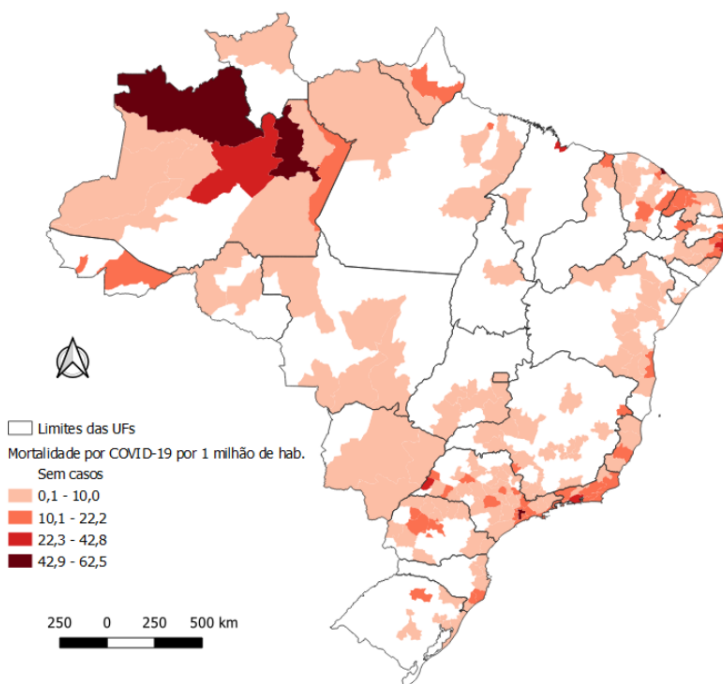 Limites das UFs
Mortalidade por COVID-19 por 1 milhão de hab.
Sem casos
0,1 - 10,0
10,1 - 22,2
22,3 - 42,8
42,9 - 62,5
250 0 250 500 km